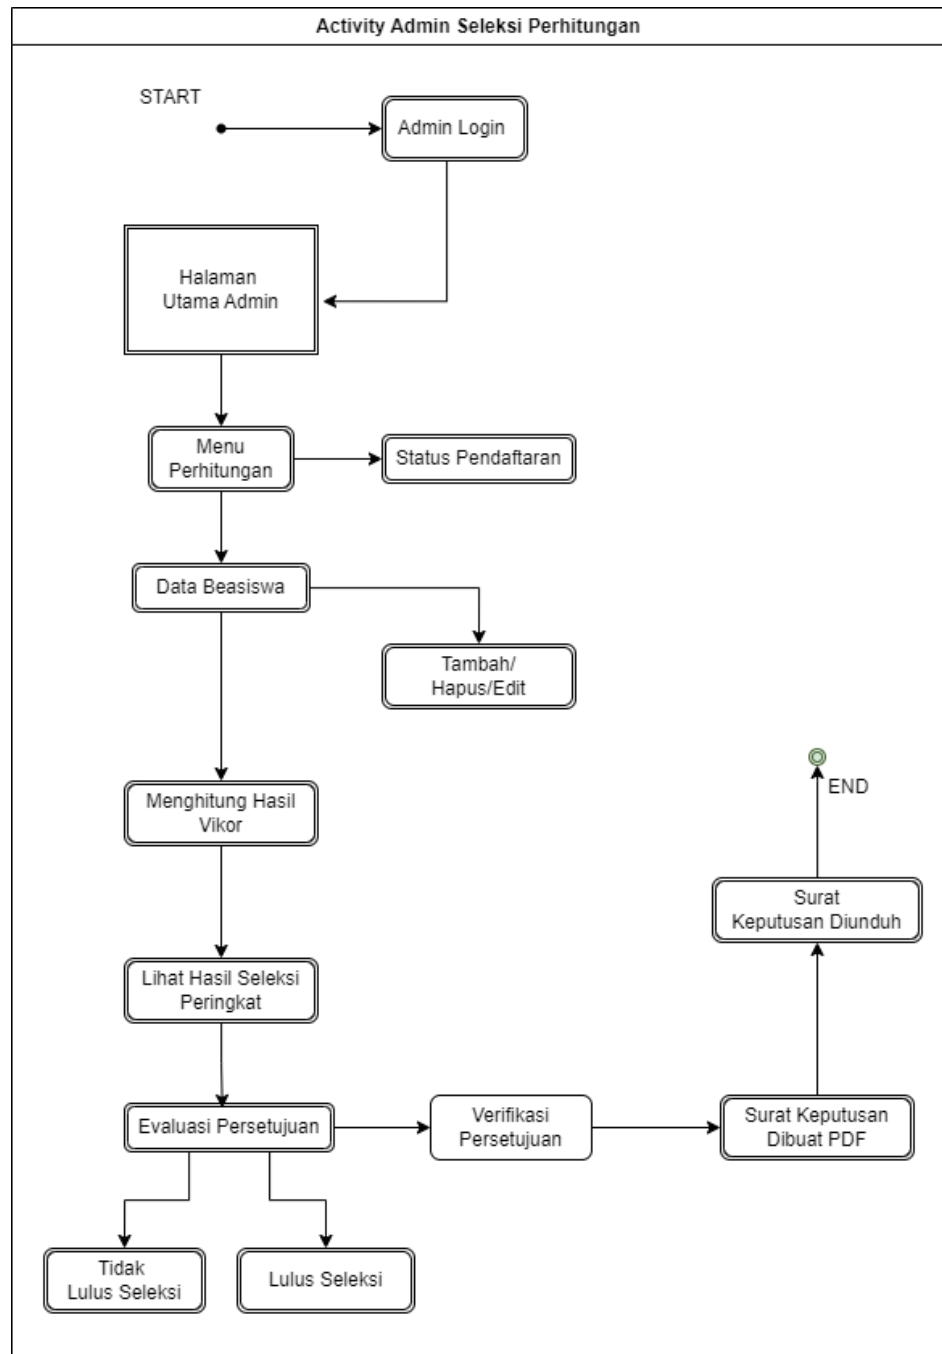 Activity Admin Seleksi Perhitungan
START
Admin Login
Halaman
Utama Admin
Menu
Perhitungan
Status Pendaftaran
Data Beasiswa
Tambah/
Hapus/Edit
Menghitung Hasil
Vikor
END
Surat
Keputusan Diunduh
Lihat Hasil Seleksi
Peringkat
Evaluasi Persetujuan
Verifikasi
Persetujuan
Surat Keputusan
Dibuat PDF
Tidak
Lulus Seleksi
Lulus Seleksi